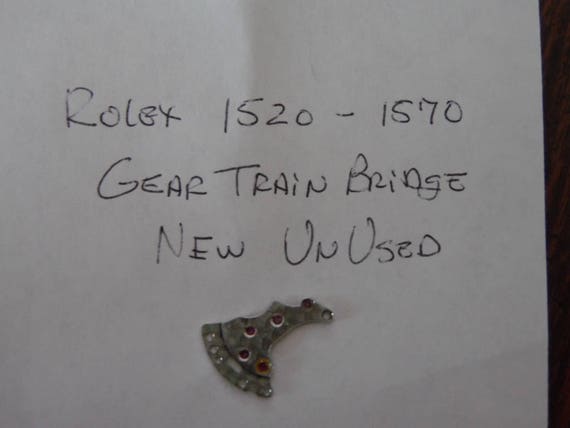 Rolex 1520 - 1570
Gear Train Bridge
New UnUsed